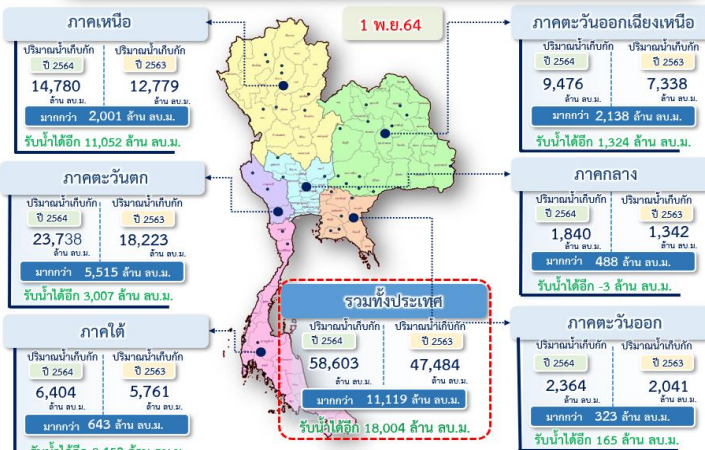 ภาคเหนือ
ปริมาณน้ำเก็บกัก ปริมาณน้ำเก็บกัก
ปี 2564 ปี 2563
14,780 12,779
ล้าน ลบ.ม. ล้าน ลบ.ม.
มากกว่า 2,001 ล้าน ลบ.ม.
รับน้ำได้อีก 11,052 ล้าน ลบ.ม.
1 พ.ย.64
ภาคตะวันออกเฉียงเหนือ
ปริมาณน้ำเก็บกัก ปริมาณน้ำเก็บกัก
ปี 2564 ปี 2563
9,476 7,338
ล้าน ลบ.ม. ล้าน ลบ.ม.
มากกว่า 2,138 ล้าน ลบ.ม.
รับน้ำได้อีก 1,324 ล้าน ลบ.ม.
ภาคตะวันตก
ปริมาณน้ำเก็บกัก ปริมาณน้ำเก็บกัก
ปี 2564 ปี 2563
23,738 18,223
ล้าน ลบ.ม. ล้าน ลบ.ม.
มากกว่า 5,515 ล้าน ลบ.ม.
รับน้ำได้อีก 3,007 ล้าน ลบ.ม.
ภาคกลาง
ปริมาณน้ำเก็บกัก ปริมาณน้ำเก็บกัก
ปี 2564 ปี 2563
1,840 1,342
ล้าน ลบ.ม. ล้าน ลบ.ม.
มากกว่า 488 ล้าน ลบ.ม.
รับน้ำได้อีก -3 ล้าน ลบ.ม.
ภาคใต้
ปริมาณน้ำเก็บกัก ปริมาณน้ำเก็บกัก
ปี 2564 ปี 2563
6,404 5,761
ล้าน ลบ.ม. ล้าน ลบ.ม.
มากกว่า 643 ล้าน ลบ.ม.
รับน้ำได้อีก ล้าน ลบ.ม.
รวมทั้งประเทศ
ปริมาณน้ำเก็บกัก ปริมาณน้ำเก็บกัก
ปี 2564 ปี 2563
58,603 47,484
ล้าน ลบ.ม. ล้าน ลบ.ม.
มากกว่า 11,119 ล้าน ลบ.ม.
รับน้ำได้อีก 18,004 ล้าน ลบ.ม.
ภาคตะวันออก
ปริมาณน้ำเก็บกัก ปริมาณน้ำเก็บกัก
ปี 2564 ปี 2563
2,364 2,041
ล้าน ลบ.ม. ล้าน ลบ.ม.
มากกว่า 323 ล้าน ลบ.ม.
รับน้ำได้อีก 165 ล้าน ลบ.ม.